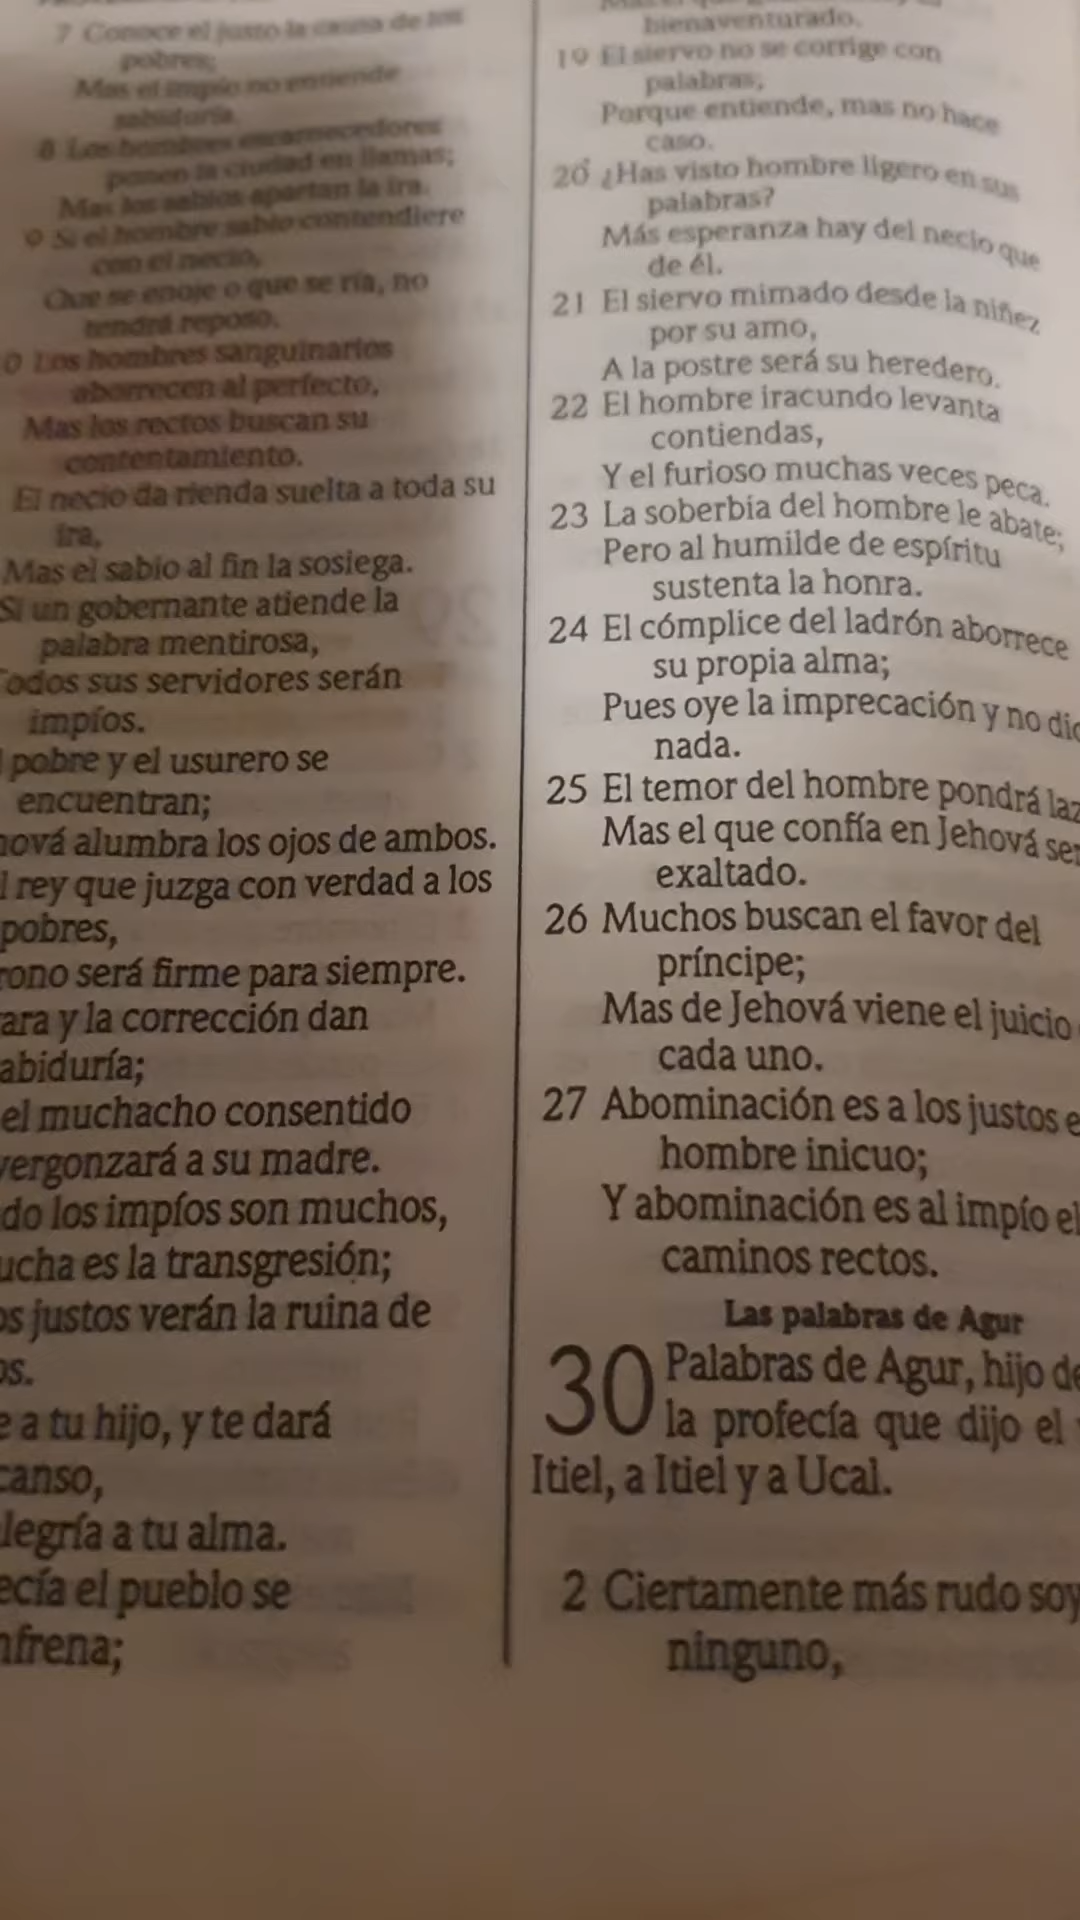 7 Conoce el justo la causa de los
pobres;
Mas el impío no entiende
sabiduría.
8 Los hombres escarnecedores
ponen la ciudad en llamas;
Mas los sabios apartan la ira.
9 Si el hombre sabio contendiere
con el necio,
Que se enoje o que se ría, no
tendrá reposo.
0 Los hombres sanguinarios
aborrecen al perfecto,
Mas los rectos buscan su
contentamiento.
El necio da rienda suelta a toda su
ira,
Mas el sabio al fin la sosiega.
Si un gobernante atiende la
palabra mentirosa,
Todos sus servidores serán
impíos.
l pobre y el usurero se
encuentran;
ová alumbra los ojos de ambos.
l rey que juzga con verdad a los
pobres,
rono será firme para siempre.
ara y la corrección dan
abiduría;
el muchacho consentido
vergonzará a su madre.
do los impíos son muchos,
ucha es la transgresión;
os justos verán la ruina de
os.
e a tu hijo, y te dará
canso,
legría a tu alma.
ecía el pueblo se
nfrena;
bienaventurado.
19 El siervo no se corrige con
palabras;
Porque entiende, mas no hace
caso.
20 ¿Has visto hombre ligero en sus
palabras?
Más esperanza hay del necio que
de él.
21 El siervo mimado desde la niñez
por su amo,
A la postre será su heredero.
22 El hombre iracundo levanta
contiendas,
Y el furioso muchas veces peca.
23 La soberbia del hombre le abate;
Pero al humilde de espíritu
sustenta la honra.
24 El cómplice del ladrón aborrece
su propia alma;
Pues oye la imprecación y no dic
nada.
25 El temor del hombre pondrá laz
Mas el que confía en Jehová ser
exaltado.
26 Muchos buscan el favor del
príncipe;
Mas de Jehová viene el juicio
cada uno.
27 Abominación es a los justos e
hombre inicuo;
Y abominación es al impío el
caminos rectos.
Las palabras de Agur
30 Palabras de Agur, hijo de
la profecía que dijo el
Itiel, a Itiel y a Ucal.
2 Ciertamente más rudo soy
ninguno,